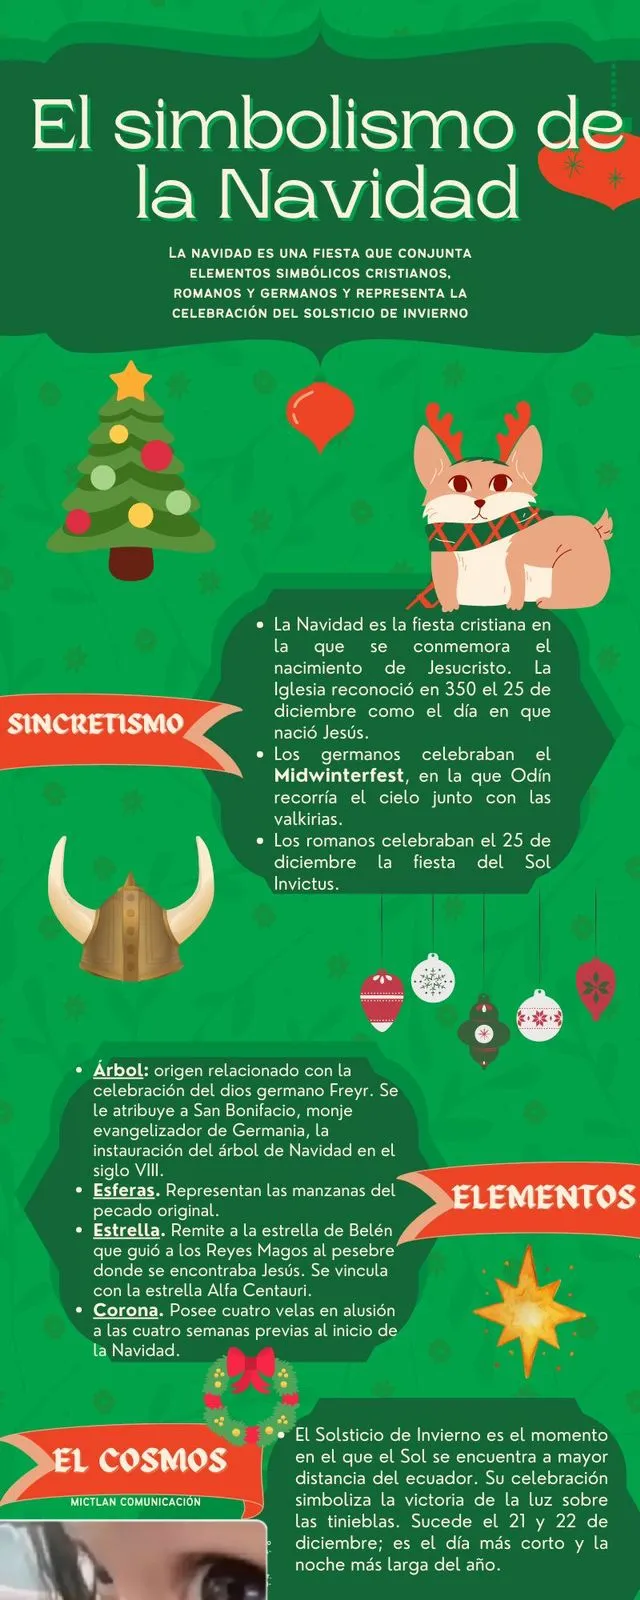 El simbolismo de
la Navidad
LA NAVIDAD ES UNA FIESTA QUE CONJUNTA
ELEMENTOS SIMBÓLICOS CRISTIANOS,
ROMANOS Y GERMANOS Y REPRESENTA LA
CELEBRACIÓN DEL SOLSTICIO DE INVIERNO
SINCRETISMO
• La Navidad es la fiesta cristiana en
la que se conmemora el
nacimiento de Jesucristo. La
Iglesia reconoció en 350 el 25 de
diciembre como el día en que
nació Jesús.
• Los germanos celebraban el
Midwinterfest, en la que Odín
recorría el cielo junto con las
valkirias.
• Los romanos celebraban el 25 de
diciembre la fiesta del Sol
Invictus.
• Árbol: origen relacionado con la
celebración del dios germano Freyr. Se
le atribuye a San Bonifacio, monje
evangelizador de Germania, la
instauración del árbol de Navidad en el
siglo VIII.
• Esferas. Representan las manzanas del
pecado original.
• Estrella. Remite a la estrella de Belén
que guió a los Reyes Magos al pesebre
donde se encontraba Jesús. Se vincula
con la estrella Alfa Centauri.
• Corona. Posee cuatro velas en alusión
a las cuatro semanas previas al inicio de
la Navidad.
ELEMENTOS
EL COSMOS
MICTLAN COMUNICACIÓN
• El Solsticio de Invierno es el momento
en el que el Sol se encuentra a mayor
distancia del ecuador. Su celebración
simboliza la victoria de la luz sobre
las tinieblas. Sucede el 21 y 22 de
diciembre; es el día más corto y la
noche más larga del año.